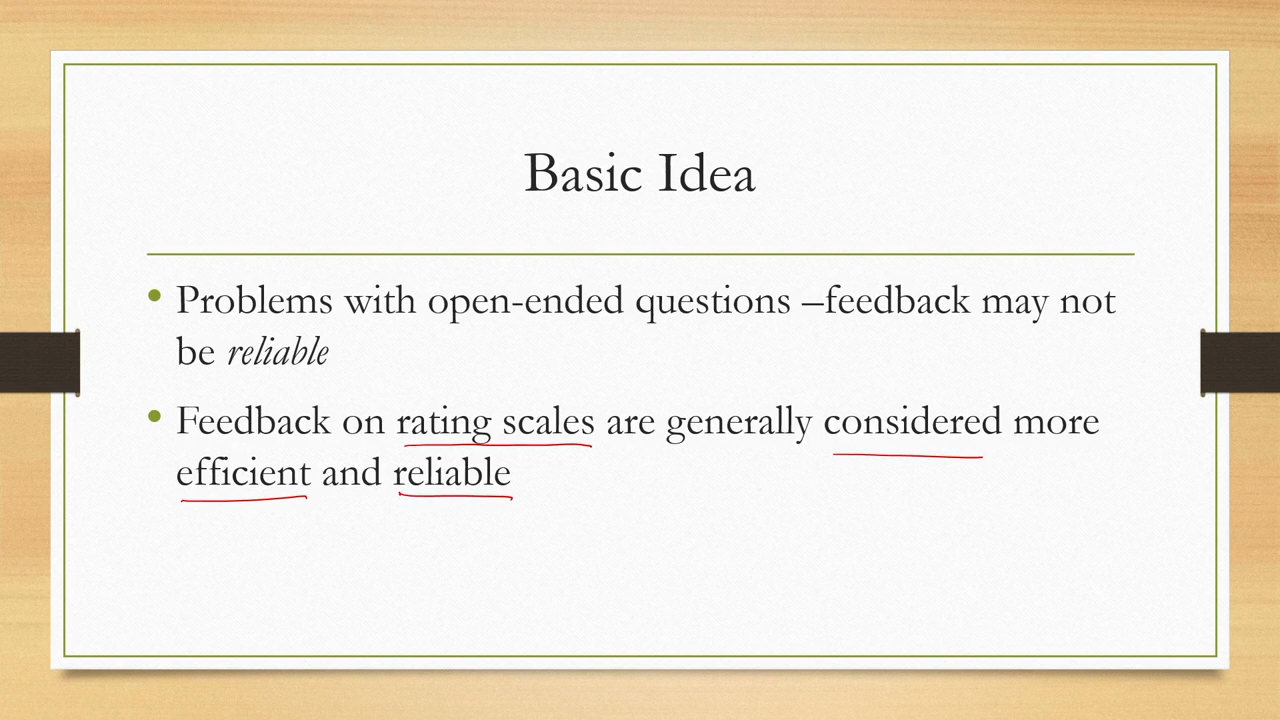 Basic Idea
• Problems with open-ended questions –feedback may not
be reliable
• Feedback on rating scales are generally considered more
efficient and reliable